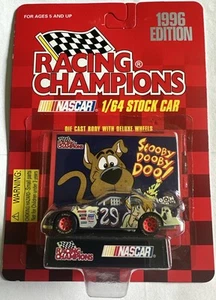 FOR AGES 5 AND UP
1996
EDITION
RACING
CHAMPIONS
NASCAR 1/64 STOCK CAR
DIE CAST BODY WITH DELUXE WHEELS
SCOOBY
DOOBY
DOO!
WARNING:
29
RACING
CHAMPIONS
NASCAR